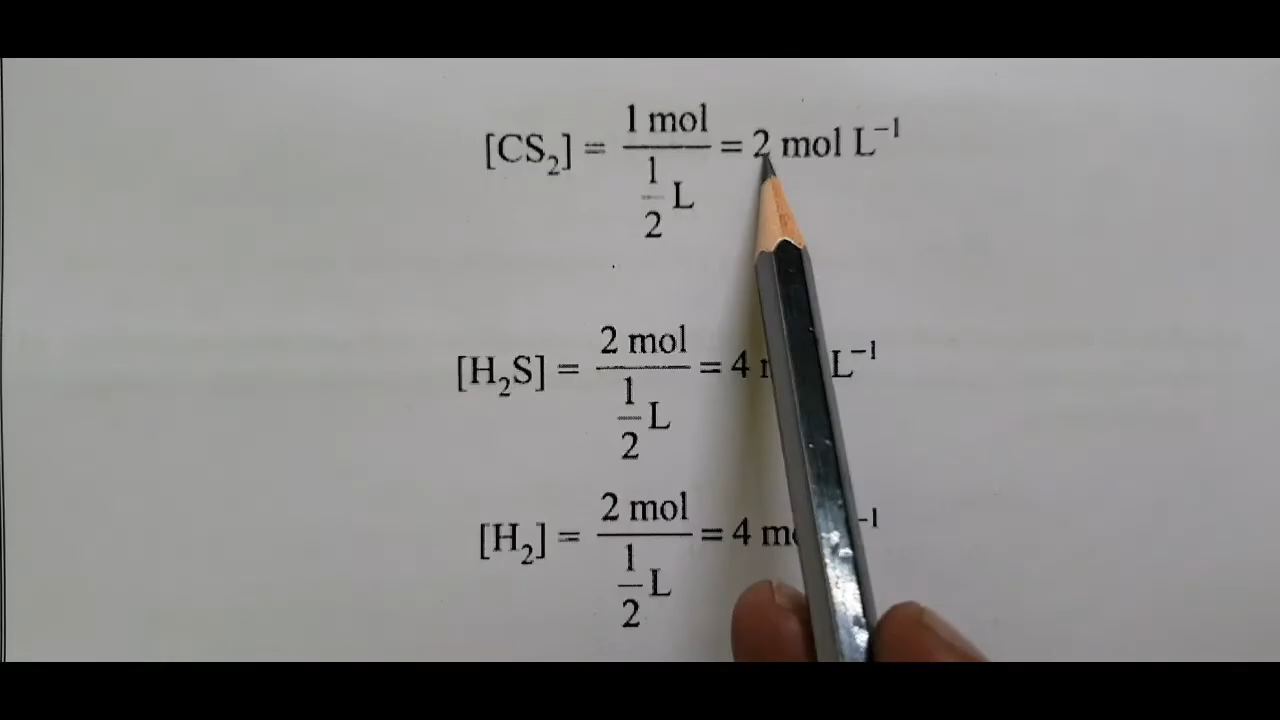 [CS₂] = 1 mol / 1/2 L = 2 mol L⁻¹
[H₂S] = 2 mol / 1/2 L = 4 L⁻¹
[H₂] = 2 mol / 1/2 L = 4 ⁻¹